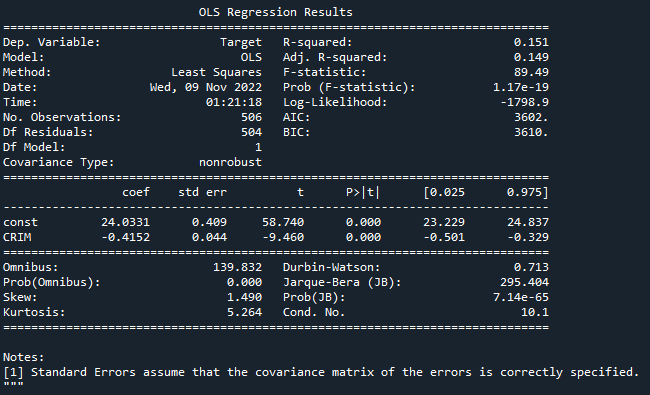 OLS Regression Results
==============================================================================
Dep. Variable:                 Target   R-squared:                       0.151
Model:                            OLS   Adj. R-squared:                  0.149
Method:                 Least Squares   F-statistic:                     89.49
Date:                Wed, 09 Nov 2022   Prob (F-statistic):           1.17e-19
Time:                        01:21:18   Log-Likelihood:                -1798.9
No. Observations:                 506   AIC:                             3602.
Df Residuals:                     504   BIC:                             3610.
Df Model:                           1
Covariance Type:            nonrobust
==============================================================================
                 coef    std err          t      P>|t|      [0.025      0.975]
------------------------------------------------------------------------------
const         24.0331      0.409     58.740      0.000      23.229      24.837
CRIM          -0.4152      0.044     -9.460      0.000      -0.501      -0.329
==============================================================================
Omnibus:                      139.832   Durbin-Watson:                   0.713
Prob(Omnibus):                  0.000   Jarque-Bera (JB):              295.404
Skew:                           1.490   Prob(JB):                     7.14e-65
Kurtosis:                       5.264   Cond. No.                         10.1
==============================================================================
Notes:
[1] Standard Errors assume that the covariance matrix of the errors is correctly specified.
"""